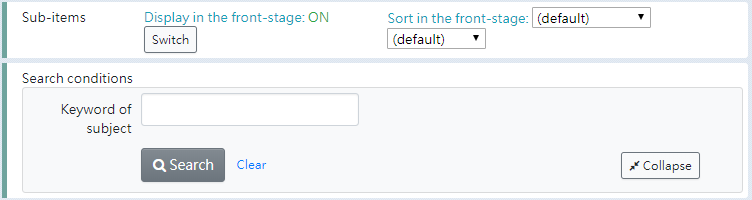 Sub-items Display in the front-stage: ON Sort in the front-stage: (default)
Switch (default)
Search conditions
Keyword of
subject
Search Clear Collapse